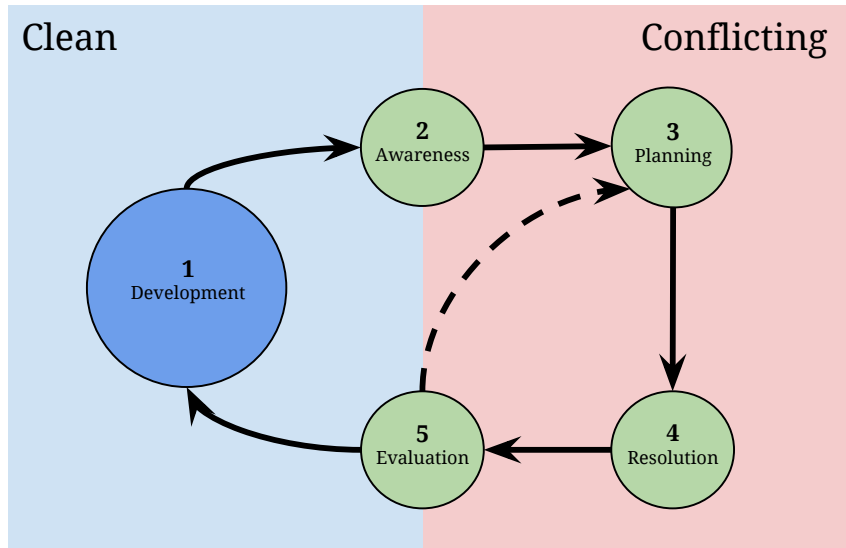 Clean
Conflicting
2
Awareness
3
Planning
1
Development
5
Evaluation
4
Resolution